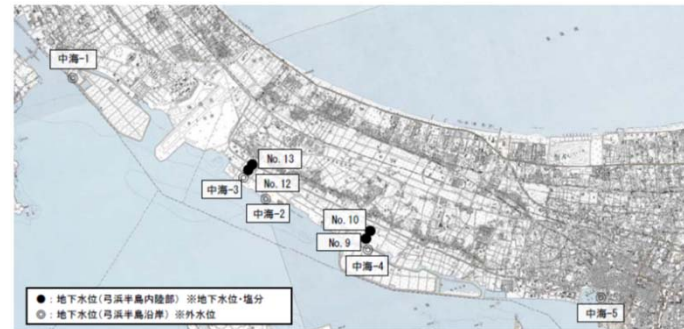 中海-1
No. 13
中海-3
No. 12
中海-2
No. 10
No. 9
中海-4
中海-5
● : 地下水位(弓浜半島内陸部) ※地下水位・塩分
◎ : 地下水位(弓浜半島沿岸) ※外水位